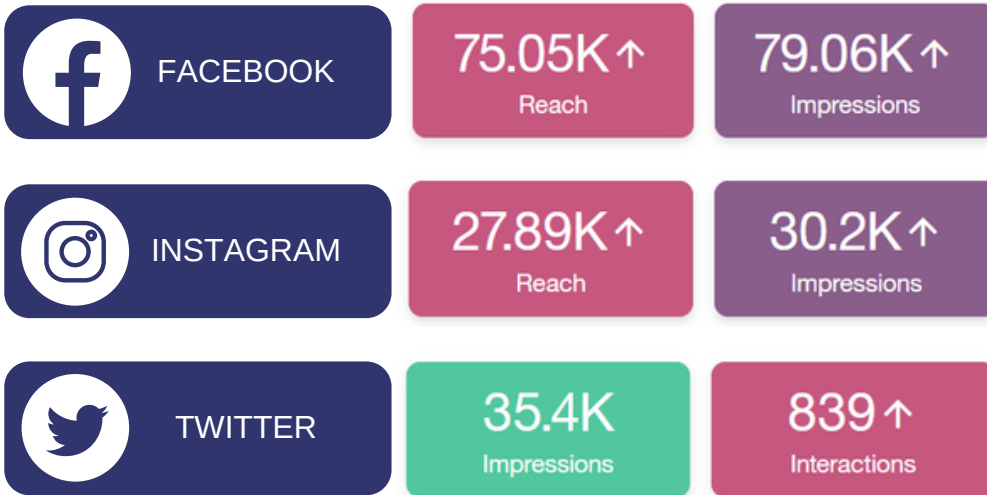 FACEBOOK
75.05K↑
Reach
79.06K↑
Impressions
INSTAGRAM
27.89K↑
Reach
30.2K↑
Impressions
TWITTER
35.4K
Impressions
839↑
Interactions